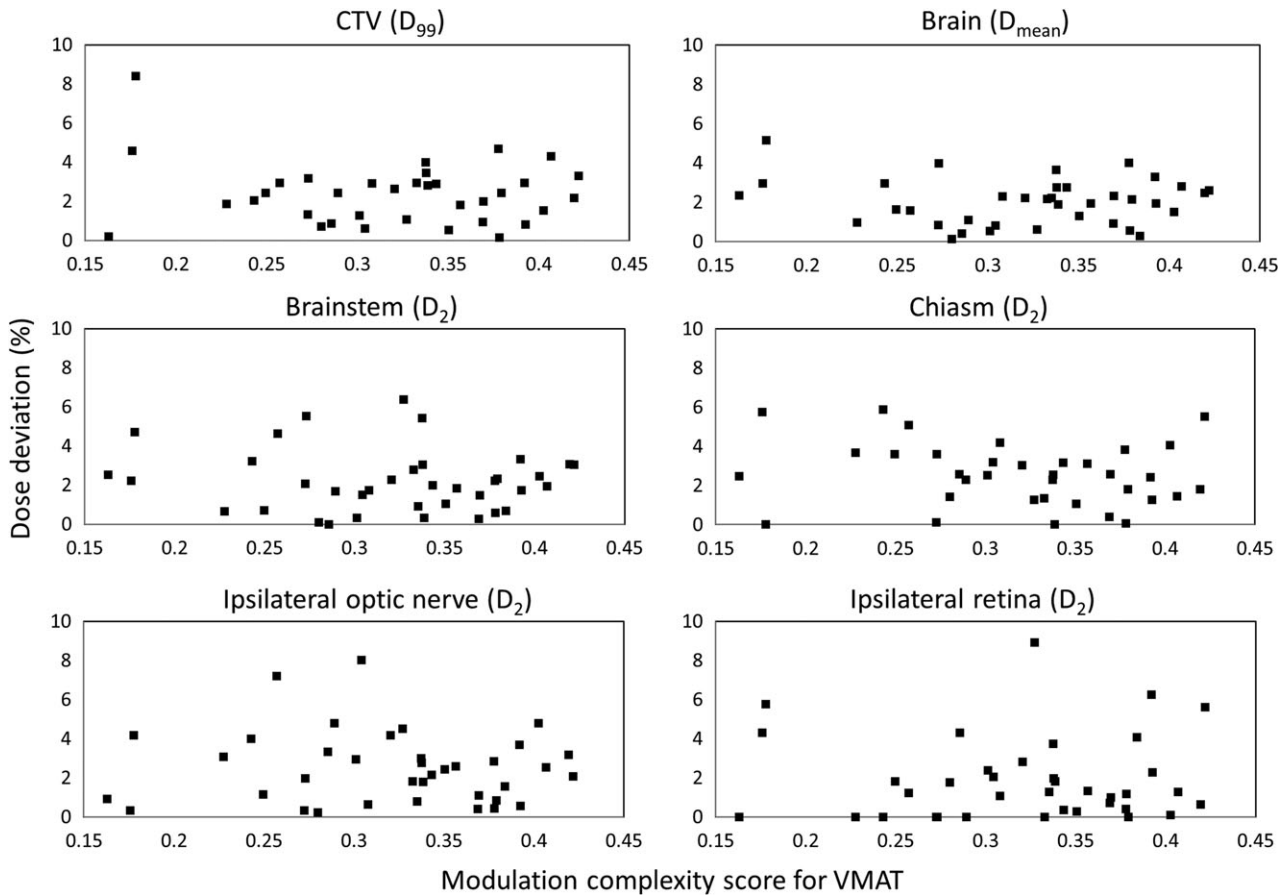 CTV (D99)
Brain (Dmean)
10
8
6
4
2
0
0.15 0.2 0.25 0.3 0.35 0.4 0.45
10
8
6
4
2
0
0.15 0.2 0.25 0.3 0.35 0.4 0.45
Brainstem (D2)
Chiasm (D2)
Dose deviation (%)
10
8
6
4
2
0
0.15 0.2 0.25 0.3 0.35 0.4 0.45
10
8
6
4
2
0
0.15 0.2 0.25 0.3 0.35 0.4 0.45
Ipsilateral optic nerve (D2)
Ipsilateral retina (D2)
10
8
6
4
2
0
0.15 0.2 0.25 0.3 0.35 0.4 0.45
10
8
6
4
2
0
0.15 0.2 0.25 0.3 0.35 0.4 0.45
Modulation complexity score for VMAT